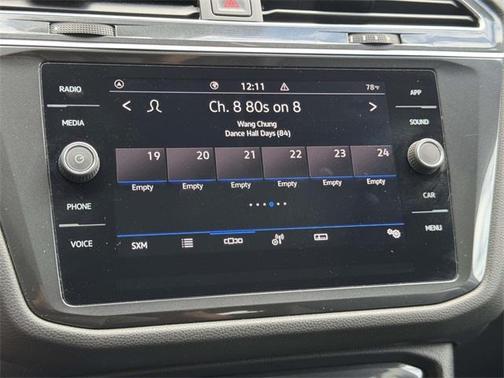 RADIO
MEDIA
PHONE
VOICE
12:11
78°F
Ch. 8 80s on 8
Wang Chung
Dance Hall Days (84)
19 20 21 22 23 24
Empty Empty Empty Empty Empty Empty
SXM
APP
SOUND
CAR
MENU